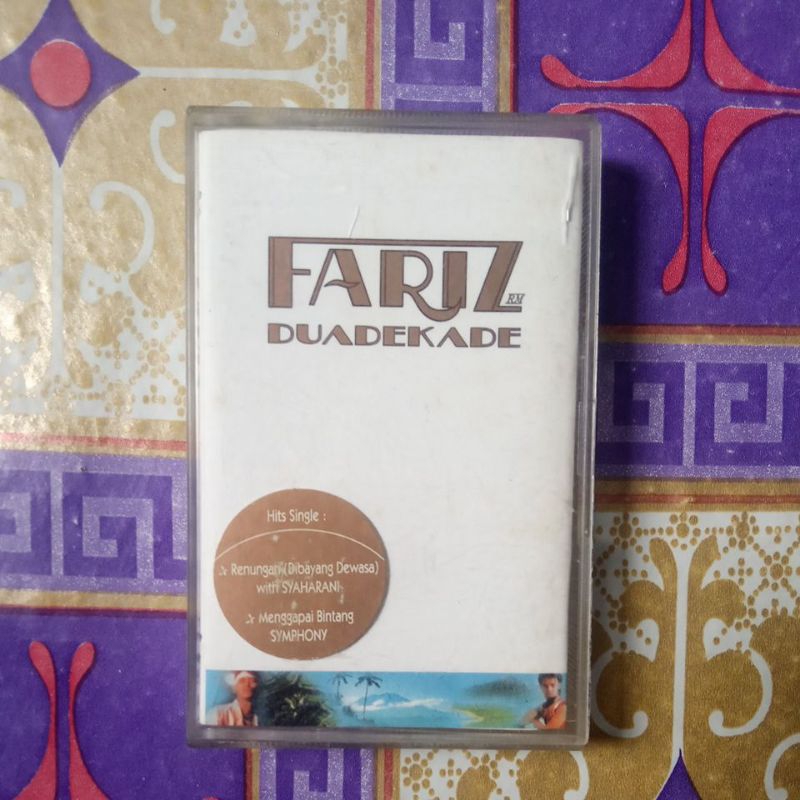 FARIZ RM
DUADEKADE
Hits Single :
☆ Renungan (Dibayang Dewasa)
with SYAHARANI
☆ Menggapai Bintang
SYMPHONY